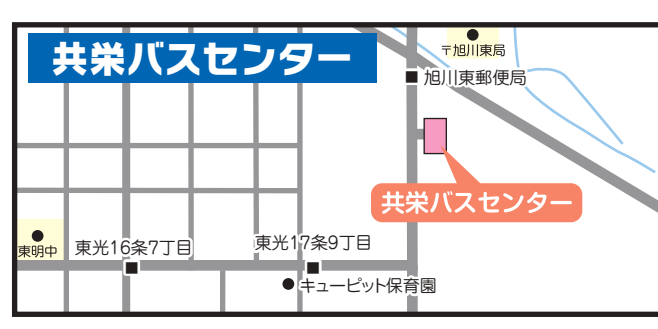 共栄バスセンター
〒旭川東局
旭川東郵便局
共栄バスセンター
東明中
東光16条7丁目
東光17条9丁目
キューピット保育園